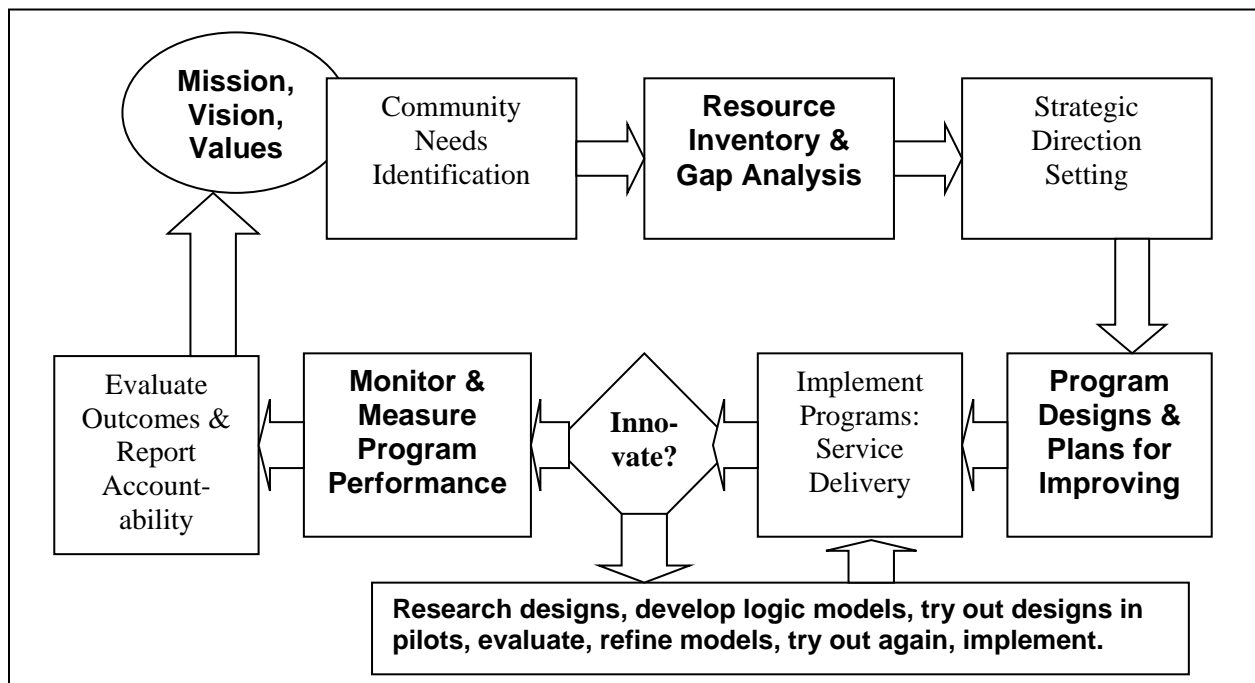 Mission,
Vision,
Values
Community
Needs
Identification
Resource
Inventory &
Gap Analysis
Strategic
Direction
Setting
Program
Designs &
Plans for
Improving
Implement
Programs:
Service
Delivery
Inno-
vate?
Monitor &
Measure
Program
Performance
Evaluate
Outcomes &
Report
Account-
ability
Research designs, develop logic models, try out designs in
pilots, evaluate, refine models, try out again, implement.